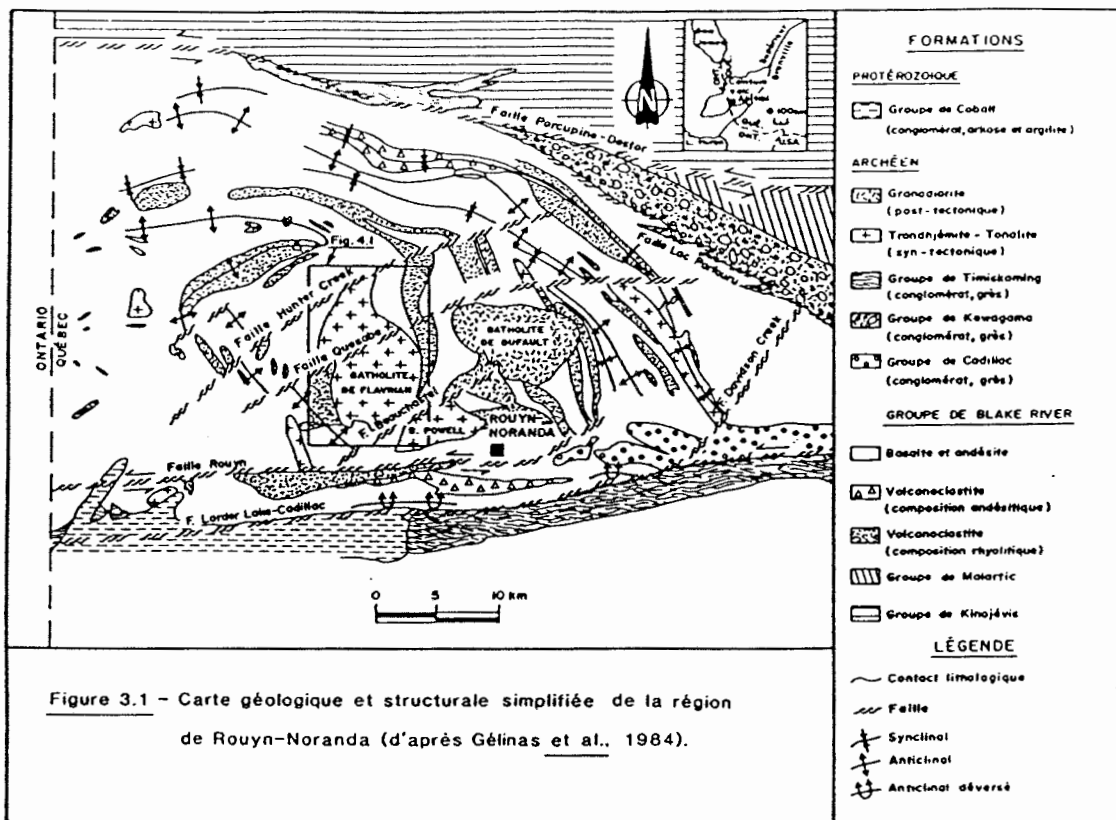 Faille Porcupine-Destor
N
100km
L. Huron
ONT.
USA
Fig. 4.1
Faille Hunter Creek
Faille Quesabe
BATHOLITE
DE FLAVRIAN
F. Beauchastel
B. POWELL
BATHOLITE
DE DUFAULT
ROUYN
NORANDA
F. Davidson Creek
ONTARIO
QUÉBEC
Faille Rouyn
F. Larder Lake-Cadillac
0 5 10 km
FORMATIONS
PROTÉROZOIQUE
Groupe de Cobalt
(conglomérat, arkose et argilite)
ARCHÉEN
Granodiorite
(post-tectonique)
Trondhjémite - Tonalite
(syn-tectonique)
Groupe de Timiskaming
(conglomérat, grès)
Groupe de Kewagama
(conglomérat, grès)
Groupe de Cadillac
(conglomérat, grès)
GROUPE DE BLAKE RIVER
Basalte et andésite
Volcanoclastite
(composition andésitique)
Volcanoclastite
(composition rhyolitique)
Groupe de Malartic
Groupe de Kinojévis
LÉGENDE
Contact lithologique
Faille
Synclinal
Anticlinal
Anticlinal déversé
Figure 3.1 - Carte géologique et structurale simplifiée de la région
de Rouyn-Noranda (d'après Gélinas et al., 1984).